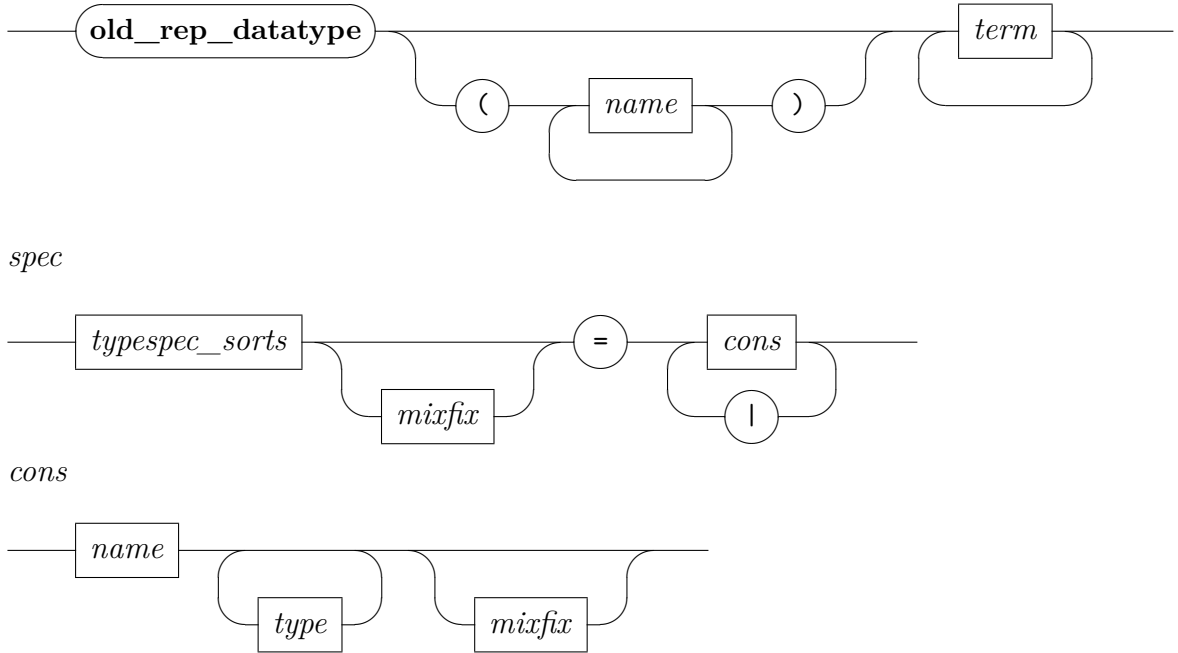 old_rep_datatype term
( name )
spec
typespec_sorts = cons
mixfix |
cons
name
type mixfix